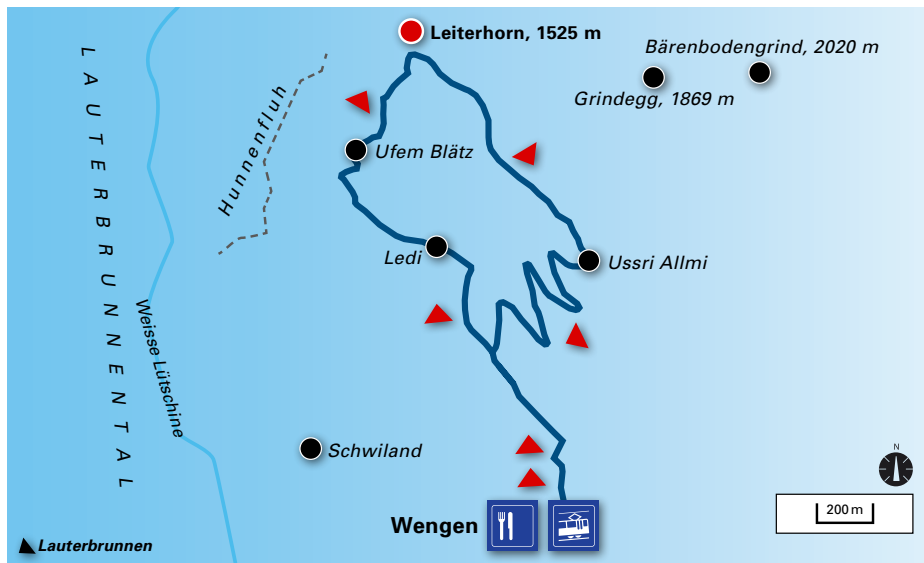 Leiterhorn, 1525 m
Bärenbodengrind, 2020 m
Grindegg, 1869 m
LAUTERBRUNNENTAL
Hunnenfluh
Ufem Blätz
Ledi
Ussri Allmi
Weisse Lütschine
Schwiland
N
200 m
Wengen
Lauterbrunnen